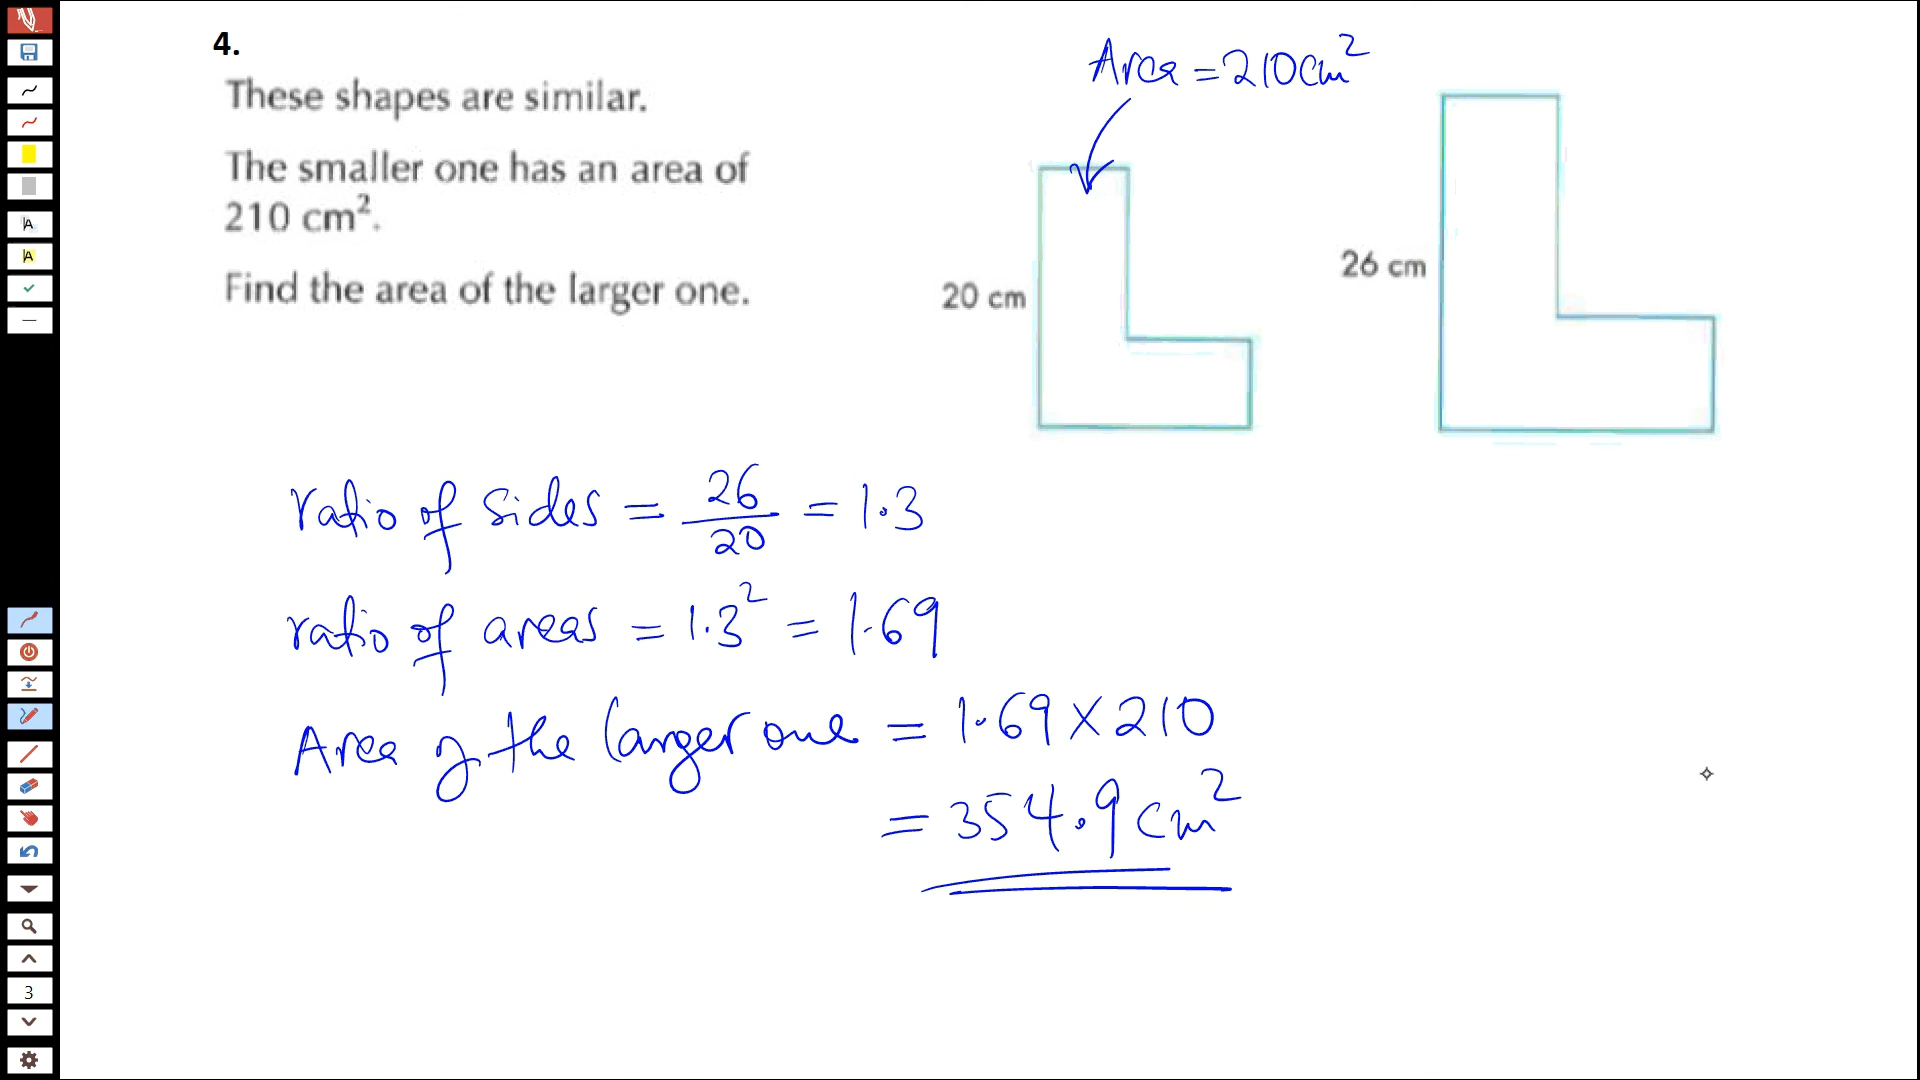 4.
These shapes are similar.
The smaller one has an area of
210 cm².
Find the area of the larger one.
Area = 210cm²
20 cm
26 cm
ratio of sides = 26/20 = 1.3
ratio of areas = 1.3² = 1.69
Area of the larger one = 1.69 x 210
= 354.9 cm²
A
A
3